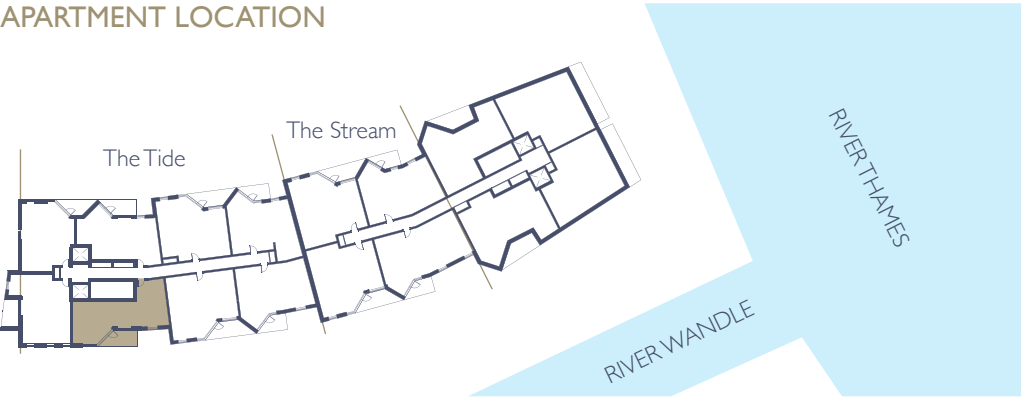 APARTMENT LOCATION
The Stream
The Tide
RIVER THAMES
RIVER WANDLE